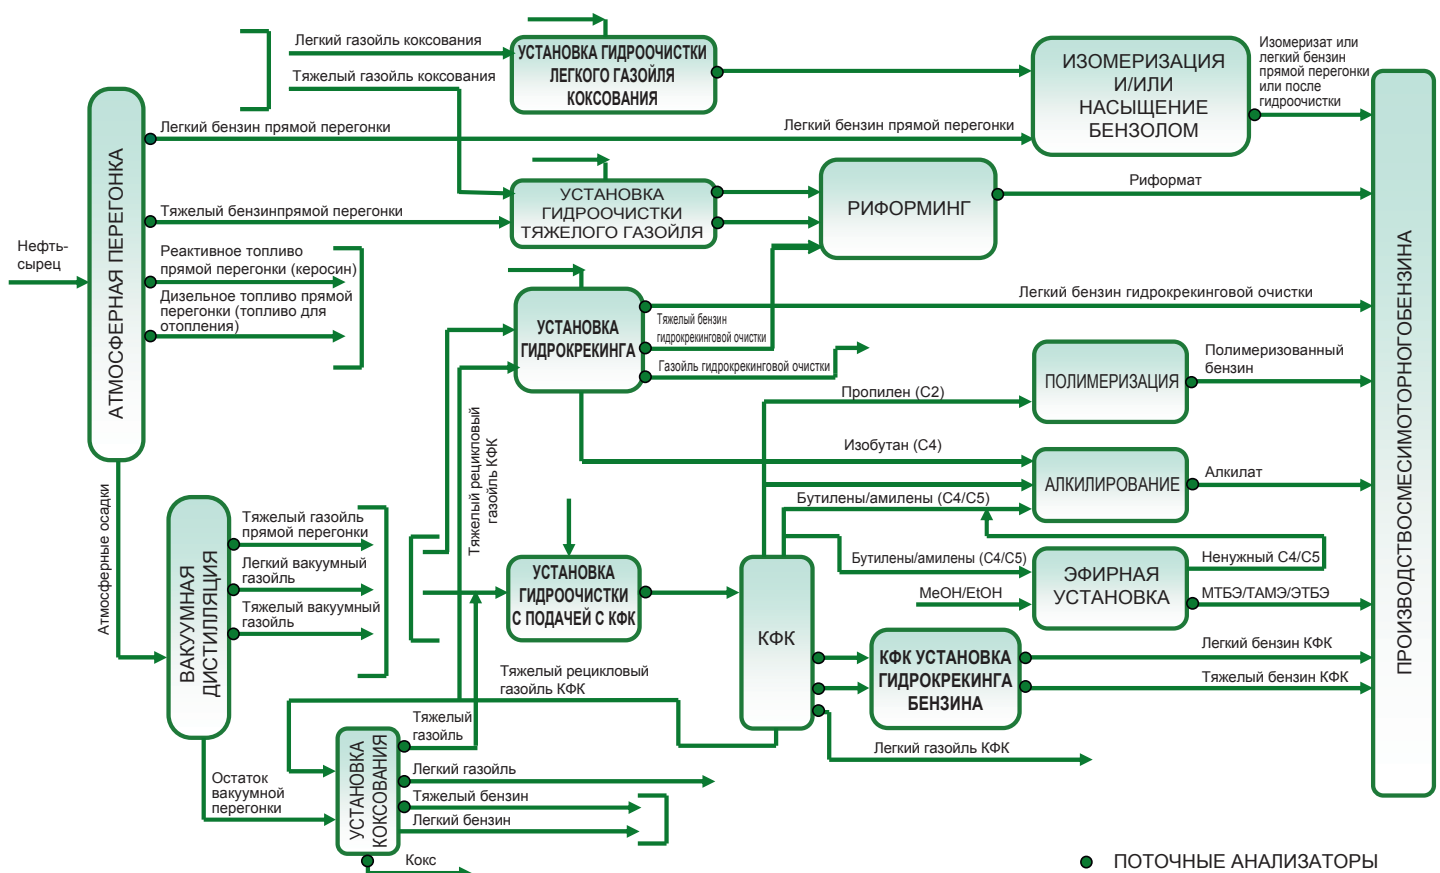 Легкий газойль коксования
Тяжелый газойль коксования
УСТАНОВКА ГИДРООЧИСТКИ
ЛЕГКОГО ГАЗОЙЛЯ
КОКСОВАНИЯ
ИЗОМЕРИЗАЦИЯ
И/ИЛИ
НАСЫЩЕНИЕ
БЕНЗОЛОМ
Изомеризат или
легкий бензин
прямой перегонки
или после
гидроочистки
Легкий бензин прямой перегонки
Легкий бензин прямой перегонки
АТМОСФЕРНАЯ ПЕРЕГОНКА
Тяжелый бензинпрямой перегонки
УСТАНОВКА
ГИДРООЧИСТКИ
ТЯЖЕЛОГО ГАЗОЙЛЯ
РИФОРМИНГ
Риформат
Нефть-
сырец
Реактивное топливо
прямой перегонки (керосин)
Дизельное топливо прямой
перегонки (топливо для
отопления)
УСТАНОВКА
ГИДРОКРЕКИНГА
Легкий бензин гидрокрекинговой очистки
Тяжелый бензин
гидрокрекинговой очистки
Газойль гидрокрекинговой очистки
Пропилен (C2)
ПОЛИМЕРИЗАЦИЯ
Полимеризованный
бензин
Тяжелый рецикловый
газойль КФК
Изобутан (C4)
АЛКИЛИРОВАНИЕ
Алкилат
Бутилены/амилены (C4/C5)
Атмосферные осадки
ВАКУУМНАЯ
ДИСТИЛЛЯЦИЯ
Тяжелый газойль
прямой перегонки
Легкий вакуумный
газойль
Тяжелый вакуумный
газойль
УСТАНОВКА
ГИДРООЧИСТКИ
С ПОДАЧЕЙ С КФК
КФК
Бутилены/амилены (C4/C5)
MeOH/EtOH
ЭФИРНАЯ
УСТАНОВКА
Ненужный C4/C5
МТБЭ/ТАМЭ/ЭТБЭ
КФК УСТАНОВКА
ГИДРОКРЕКИНГА
БЕНЗИНА
Легкий бензин КФК
Тяжелый бензин КФК
Легкий газойль КФК
ПРОИЗВОДСТВОСМЕСИМОТОРНОГОБЕНЗИНА
Тяжелый рецикловый
газойль КФК
Тяжелый
газойль
УСТАНОВКА
КОКСОВАНИЯ
Остаток
вакуумной
перегонки
Легкий газойль
Тяжелый бензин
Легкий бензин
Кокс
ПОТОЧНЫЕ АНАЛИЗАТОРЫ